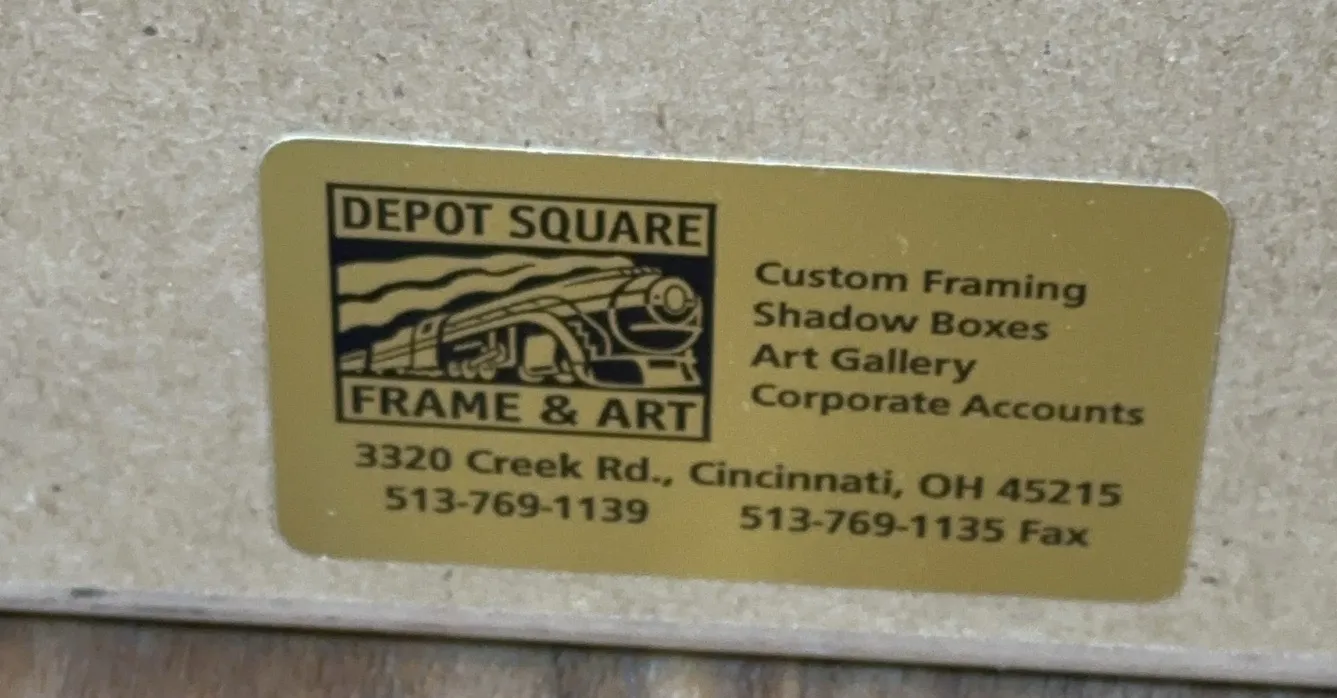 DEPOT SQUARE
FRAME & ART
Custom Framing
Shadow Boxes
Art Gallery
Corporate Accounts
3320 Creek Rd., Cincinnati, OH 45215
513-769-1139 513-769-1135 Fax